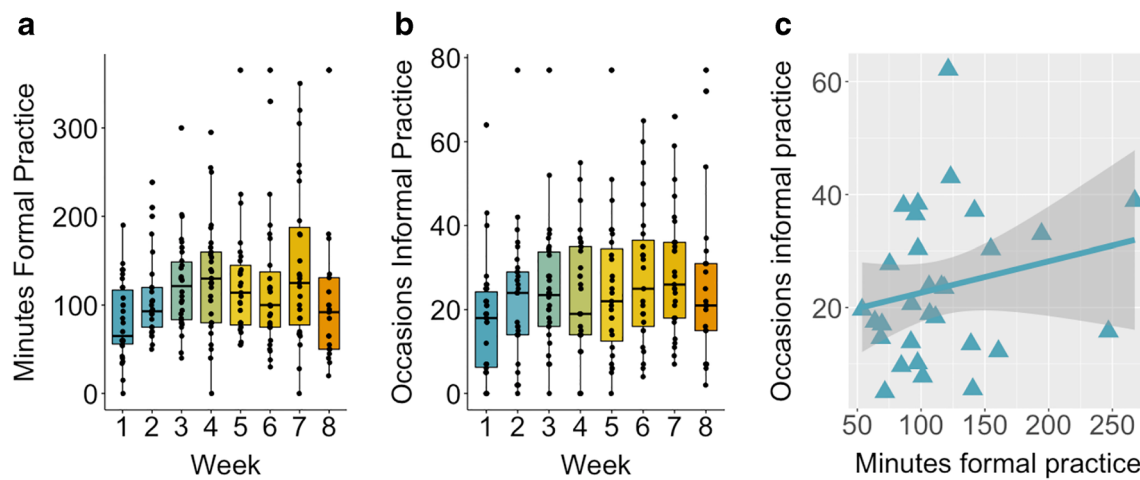 a
Minutes Formal Practice
300
200
100
0
1 2 3 4 5 6 7 8
Week
b
Occasions Informal Practice
80
60
40
20
0
1 2 3 4 5 6 7 8
Week
c
Occasions informal practice
60
40
20
50 100 150 200 250
Minutes formal practice